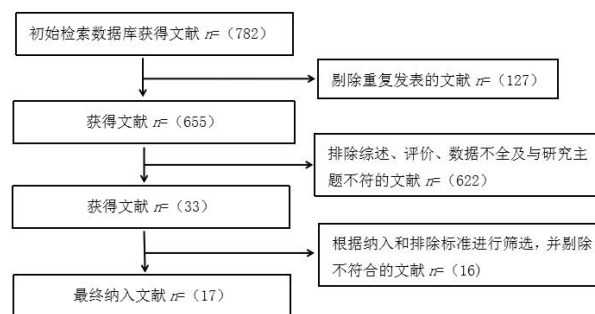 初始检索数据库获得文献 n=（782）
剔除重复发表的文献 n=（127）
获得文献 n=（655）
排除综述、评价、数据不全及与研究主
题不符的文献 n=（622）
获得文献 n=（33）
根据纳入和排除标准进行筛选，并剔除
不符合的文献 n=（16）
最终纳入文献 n=（17）